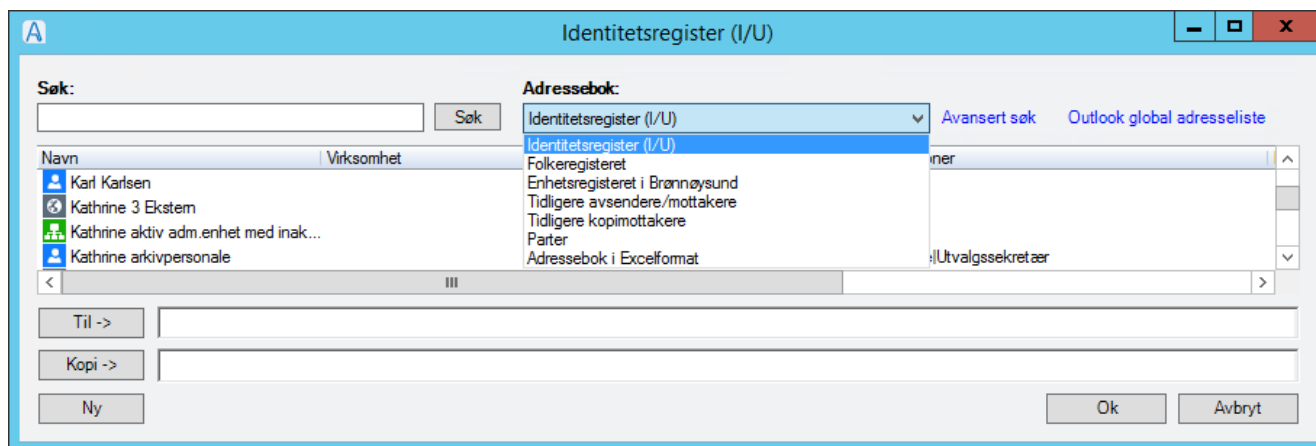 Identitetsregister (I/U)
Søk:
Adressebok:
Søk
Identitetsregister (I/U)
Avansert søk
Outlook global adresseliste
Identitetsregister (I/U)
Folkeregisteret
Enhetsregisteret i Brønnøysund
Tidligere avsendere/mottakere
Tidligere kopimottakere
Parter
Adressebok i Excelformat
Navn
Virksomhet
Karl Karlsen
Kathrine 3 Ekstern
Kathrine aktiv adm.enhet med inak...
Kathrine arkivpersonale
|Utvalgssekretær
Til ->
Kopi ->
Ny
Ok
Avbryt